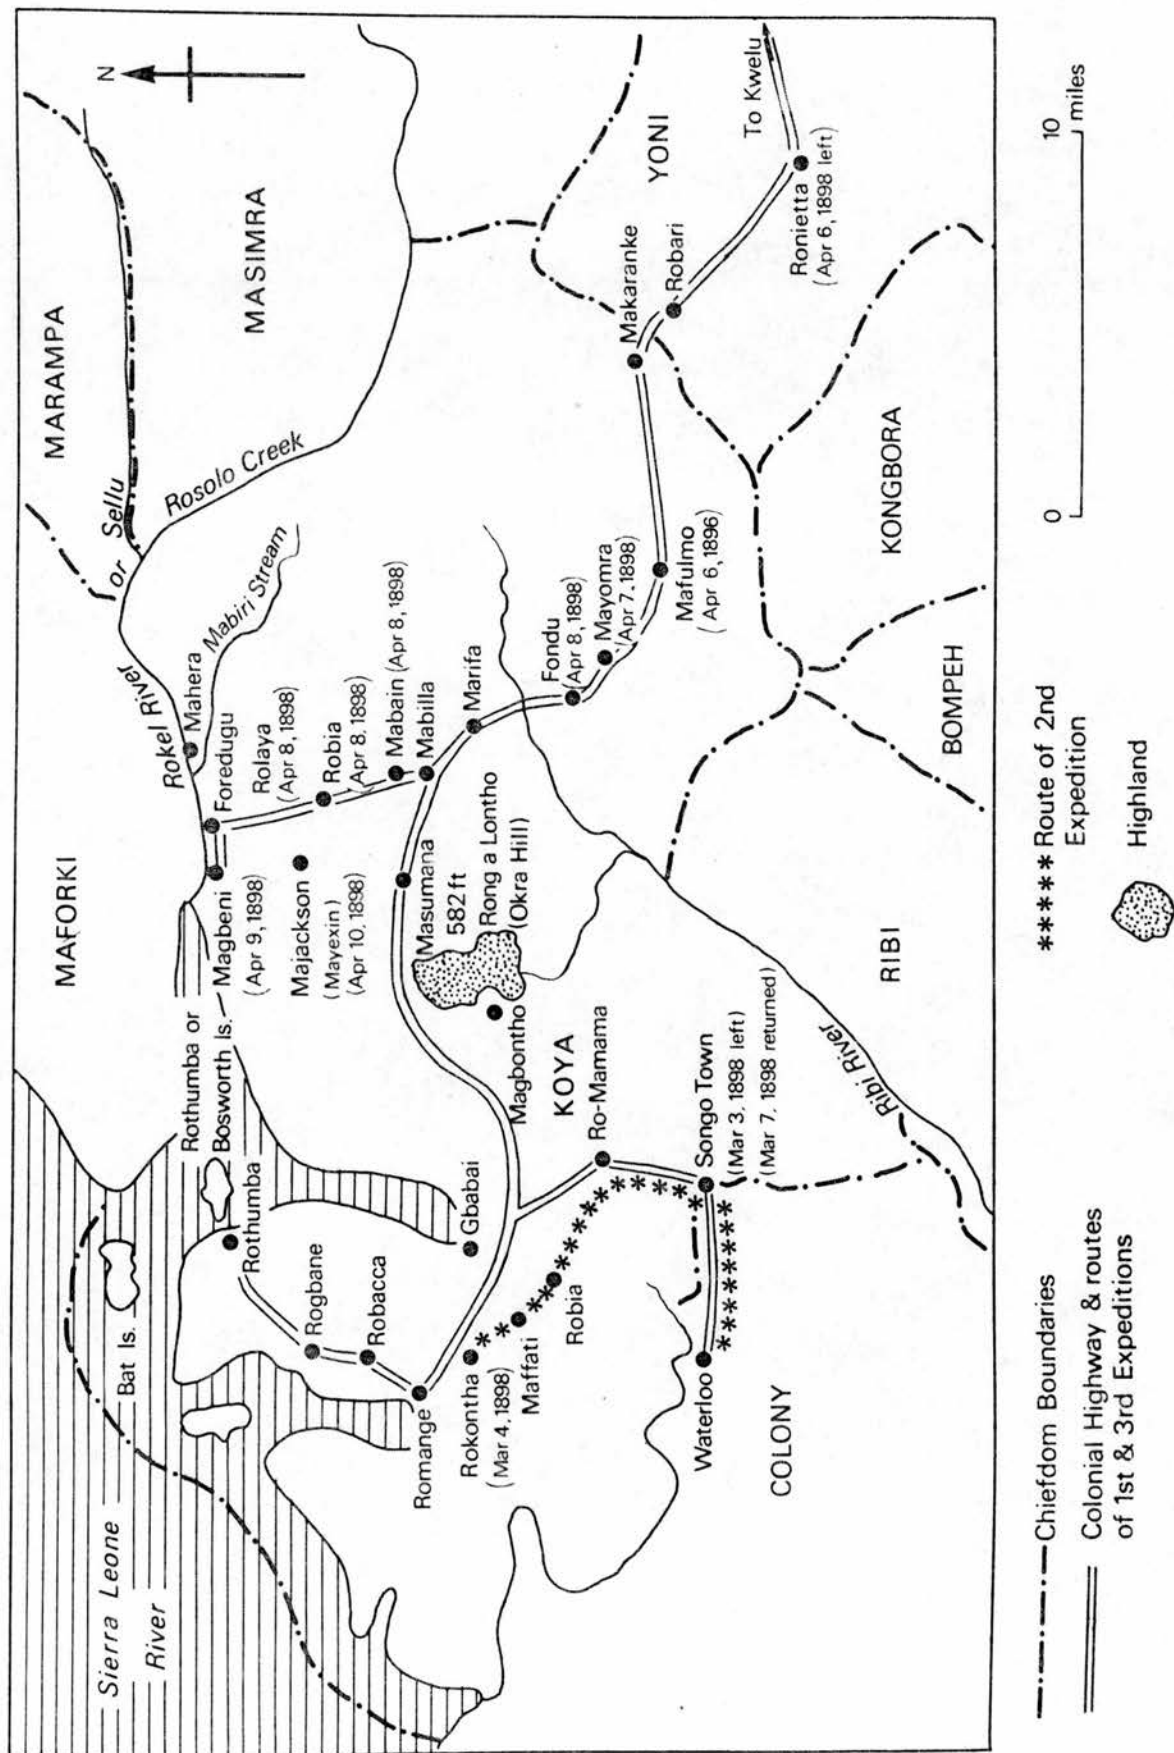 N
MAFORKI
MARAMPA
MASIMRA
YONI
KONGBORA
BOMPEH
RIBI
KOYA
COLONY
Sierra Leone
River
Bat Is.
Rothumba or
Bosworth Is.
Rothumba
Rogbane
Robacca
Romange
Gbabai
Rokontha
(Mar 4, 1898)
Maffati
Robia
Waterloo
Songo Town
(Mar 3, 1898 left)
(Mar 7, 1898 returned)
Ro-Mamama
Magbontho
Masumana
582 ft
Rong a Lontho
(Okra Hill)
Magbeni
(Apr 9, 1898)
Majackson
(Mayexin)
(Apr 10, 1898)
Foredugu
Mahera
Rokel River or Sellu
Rosolo Creek
Mabiri Stream
Rolaya
(Apr 8, 1898)
Robia
(Apr 8, 1898)
Mabain (Apr 8, 1898)
Mabilla
Marifa
Fondu
(Apr 8, 1898)
Mayomra
(Apr 7. 1898)
Mafulmo
(Apr 6, 1896)
Makaranke
Robari
Ronietta
(Apr 6, 1898 left)
To Kwelu
Ribi River
Chiefdom Boundaries
Colonial Highway & routes
of 1st & 3rd Expeditions
***** Route of 2nd
Expedition
Highland
0 10
miles